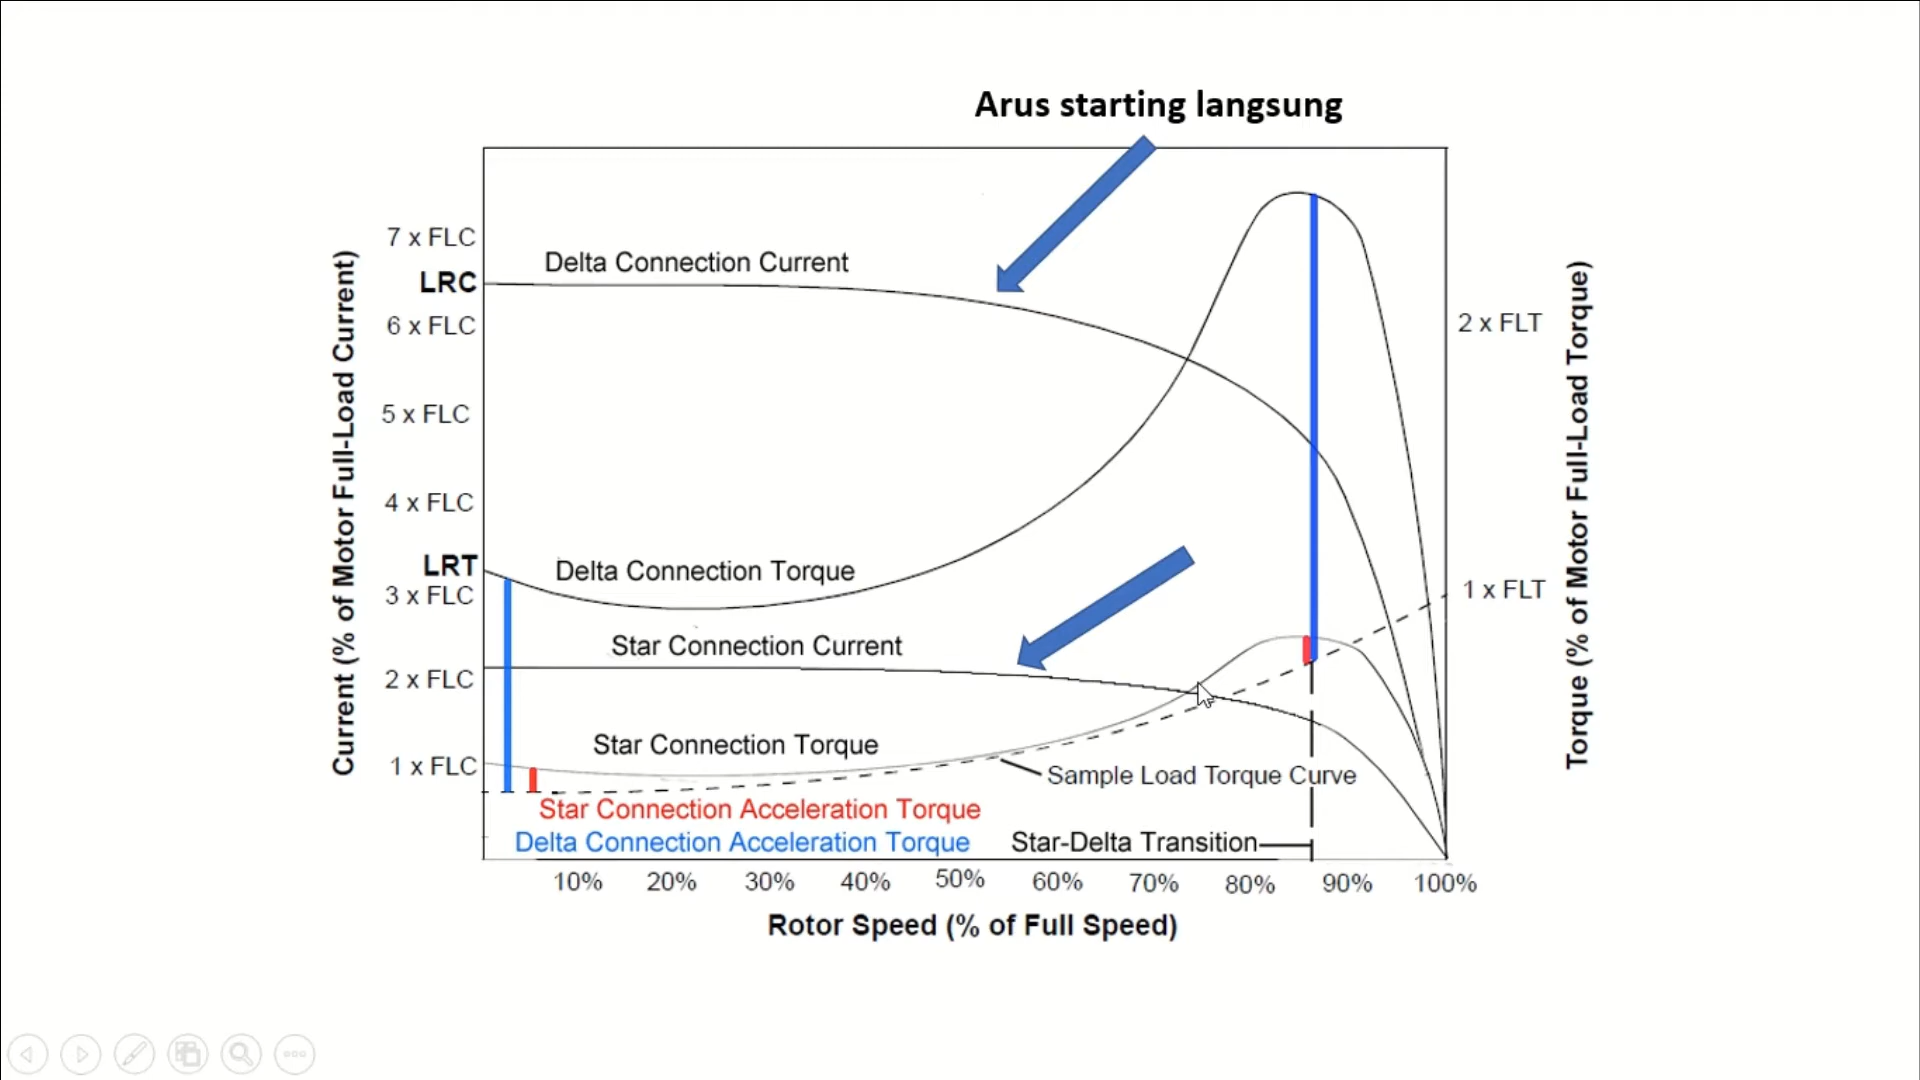 Arus starting langsung
7 x FLC
Delta Connection Current
LRC
6 x FLC
2 x FLT
5 x FLC
4 x FLC
LRT
Delta Connection Torque
3 x FLC
1 x FLT
Star Connection Current
2 x FLC
Star Connection Torque
1 x FLC
Sample Load Torque Curve
Star Connection Acceleration Torque
Delta Connection Acceleration Torque
Star-Delta Transition
10% 20% 30% 40% 50% 60% 70% 80% 90% 100%
Rotor Speed (% of Full Speed)
Current (% of Motor Full-Load Current)
Torque (% of Motor Full-Load Torque)